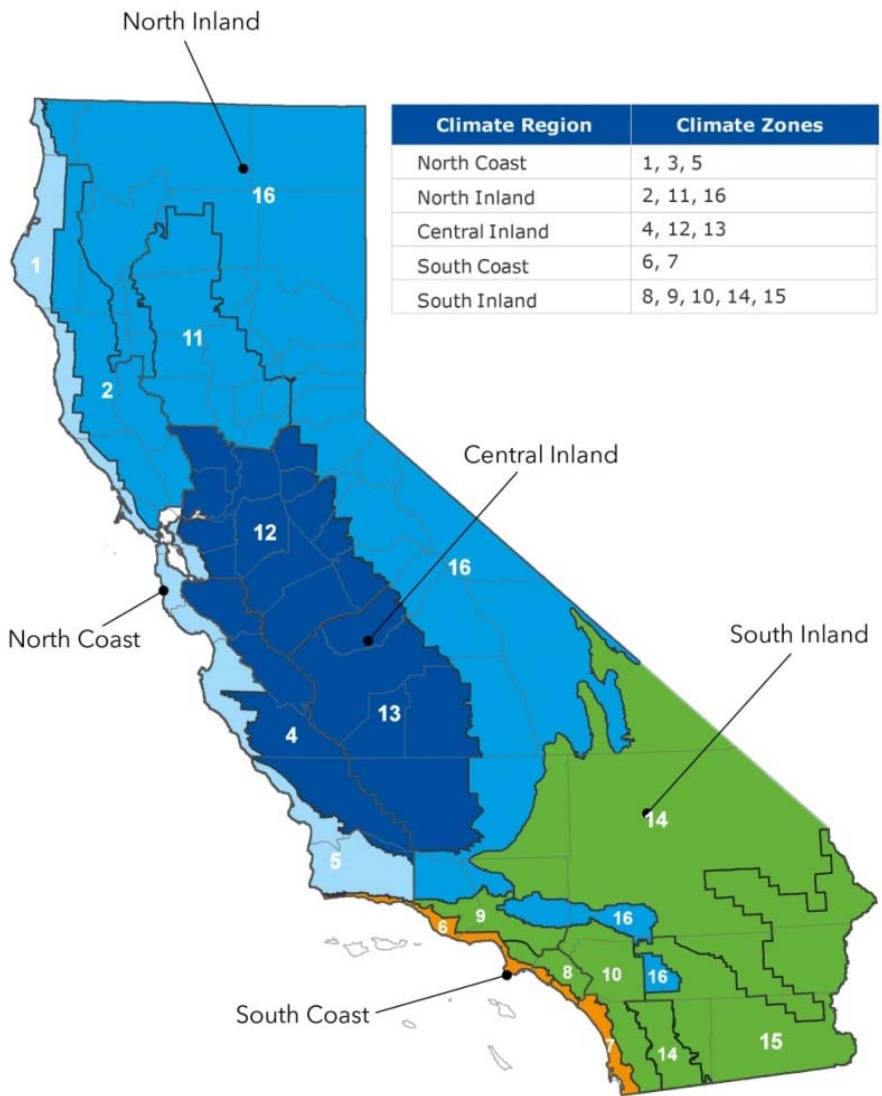 North Inland
Climate Region Climate Zones
North Coast 1, 3, 5
North Inland 2, 11, 16
Central Inland 4, 12, 13
South Coast 6, 7
South Inland 8, 9, 10, 14, 15
16
1
11
2
Central Inland
12
16
North Coast
South Inland
13
4
14
5
9
16
6
8
10
16
South Coast
7
14
15